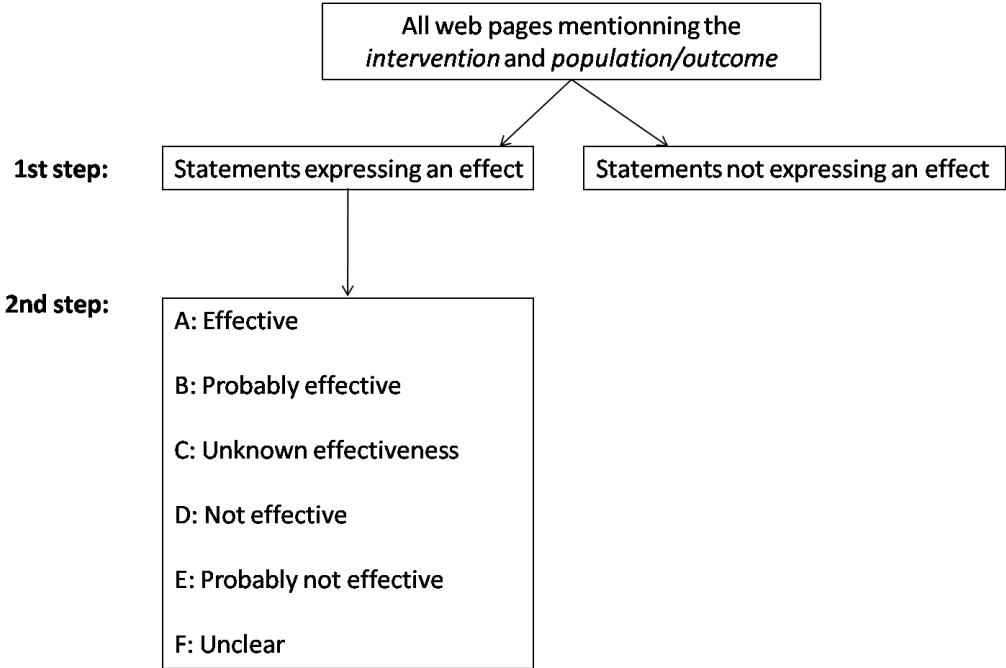 All web pages mentionning the
intervention and population/outcome
1st step:
Statements expressing an effect
Statements not expressing an effect
2nd step:
A: Effective
B: Probably effective
C: Unknown effectiveness
D: Not effective
E: Probably not effective
F: Unclear